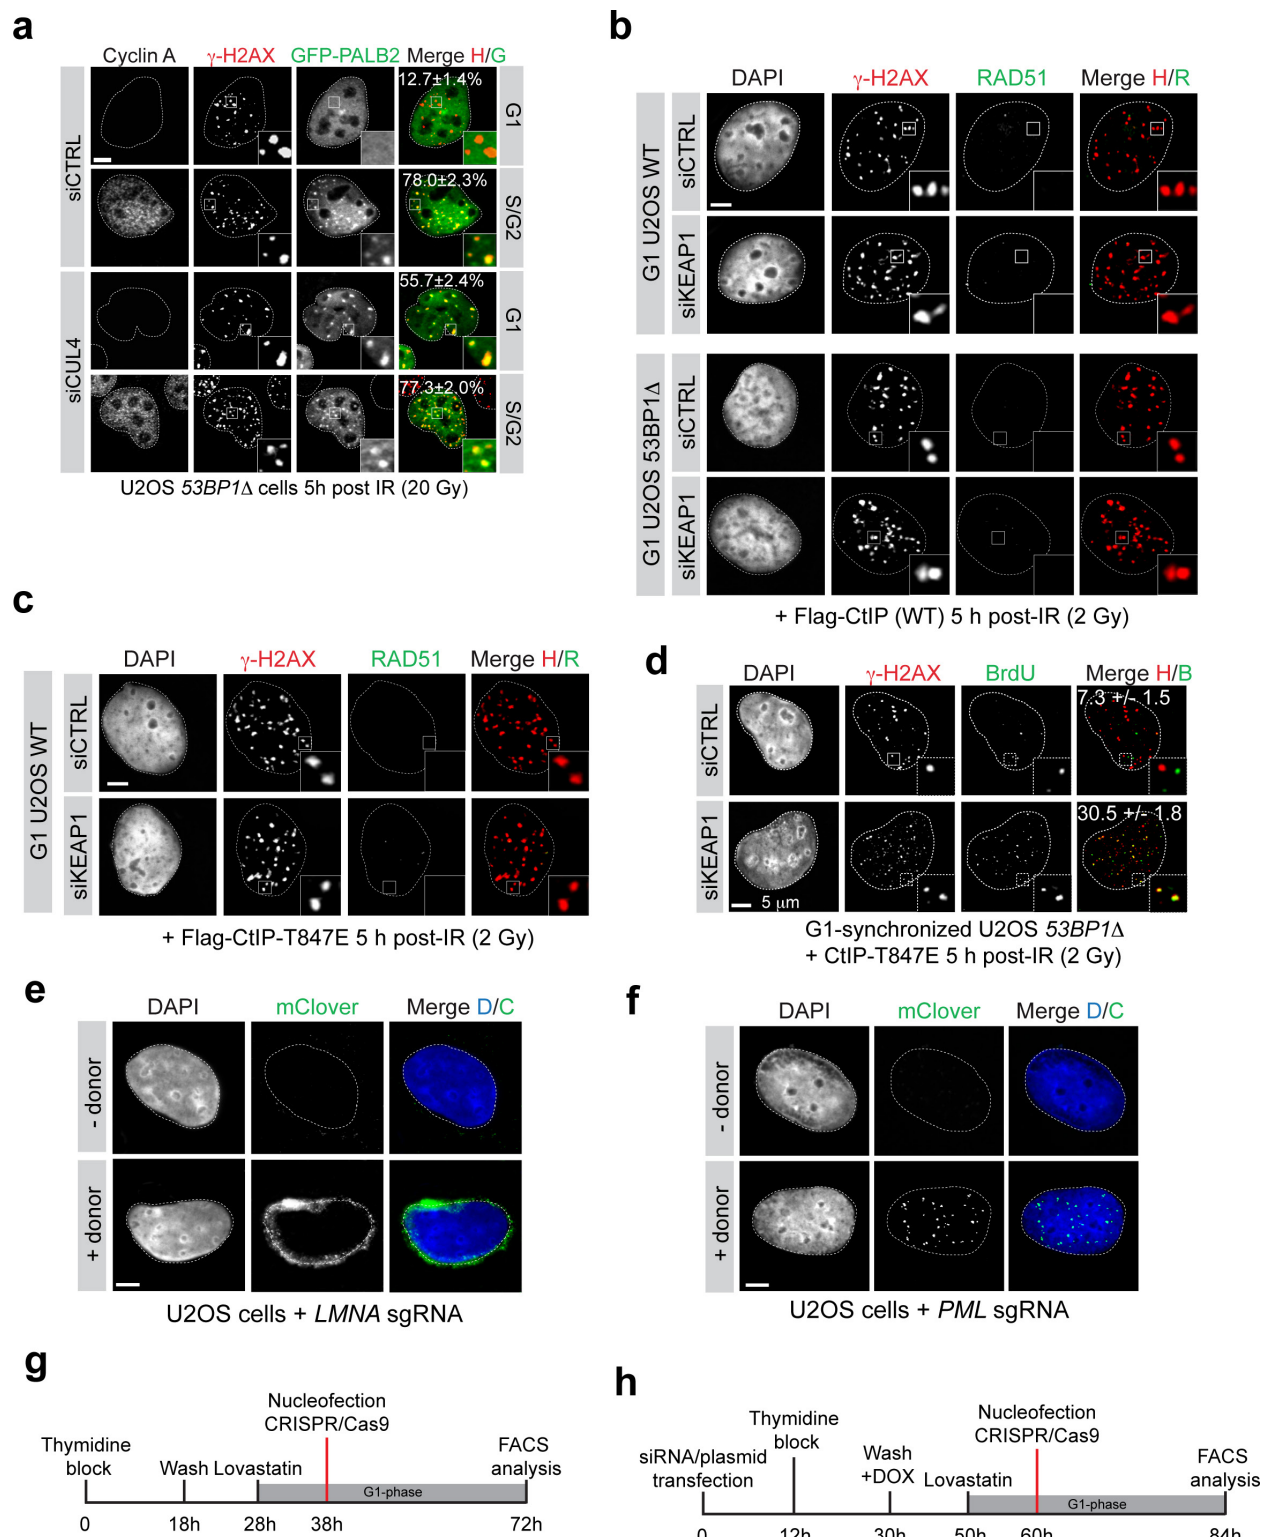 a
Cyclin A γ-H2AX GFP-PALB2 Merge H/G
siCTRL
12.7±1.4%
G1
78.0±2.3%
S/G2
siCUL4
55.7±2.4%
G1
77.3±2.0%
S/G2
U2OS 53BP1Δ cells 5h post IR (20 Gy)
b
DAPI γ-H2AX RAD51 Merge H/R
G1 U2OS WT
siCTRL
siKEAP1
G1 U2OS 53BP1Δ
siCTRL
siKEAP1
+ Flag-CtIP (WT) 5 h post-IR (2 Gy)
c
DAPI γ-H2AX RAD51 Merge H/R
G1 U2OS WT
siCTRL
siKEAP1
+ Flag-CtIP-T847E 5 h post-IR (2 Gy)
d
DAPI γ-H2AX BrdU Merge H/B
siCTRL
7.3 +/- 1.5
siKEAP1
30.5 +/- 1.8
5 μm
G1-synchronized U2OS 53BP1Δ
+ CtIP-T847E 5 h post-IR (2 Gy)
e
DAPI mClover Merge D/C
- donor
+ donor
U2OS cells + LMNA sgRNA
f
DAPI mClover Merge D/C
- donor
+ donor
U2OS cells + PML sgRNA
g
Nucleofection
CRISPR/Cas9
Thymidine
block
Wash Lovastatin
FACS
analysis
G1-phase
0 18h 28h 38h 72h
h
Nucleofection
CRISPR/Cas9
Thymidine
block
siRNA/plasmid
transfection
Wash
+DOX
Lovastatin
FACS
analysis
G1-phase
0 12h 30h 50h 60h 84h